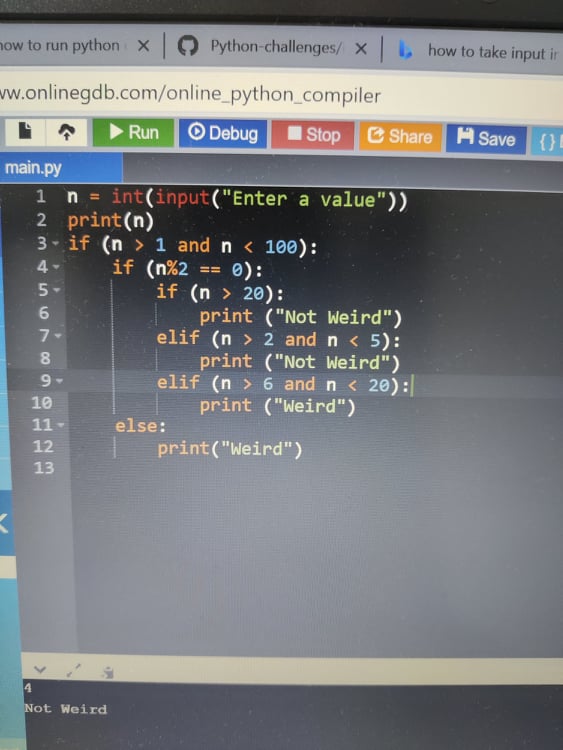 now to run python
Python-challenges/
how to take input in
ww.onlinegdb.com/online_python_compiler
Run
Debug
Stop
Share
Save
{}
main.py
1 n = int(input("Enter a value"))
2 print(n)
3 if (n > 1 and n < 100):
4 if (n%2 == 0):
5 if (n > 20):
6 print ("Not Weird")
7 elif (n > 2 and n < 5):
8 print ("Not Weird")
9 elif (n > 6 and n < 20):
10 print ("Weird")
11 else:
12 print("Weird")
13
4
Not Weird